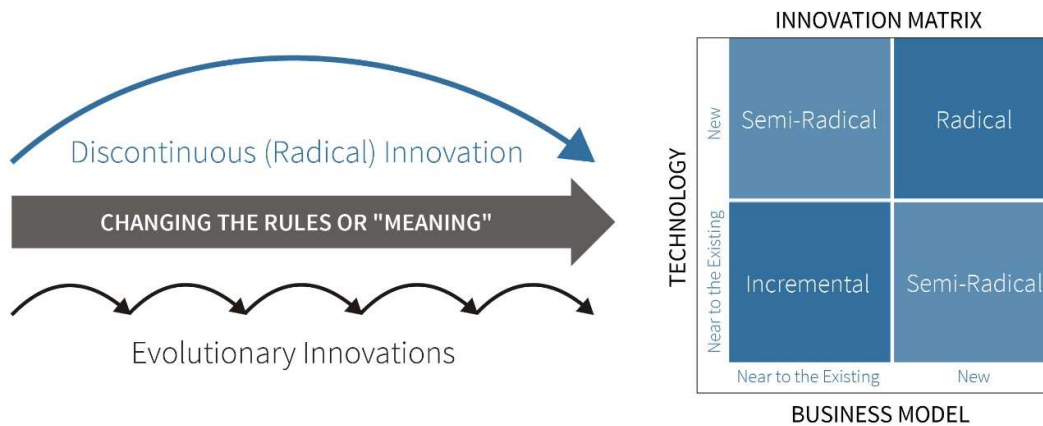 Discontinuous (Radical) Innovation
CHANGING THE RULES OR "MEANING"
Evolutionary Innovations
INNOVATION MATRIX
TECHNOLOGY
New
Near to the Existing
Semi-Radical
Radical
Incremental
Semi-Radical
Near to the Existing
New
BUSINESS MODEL